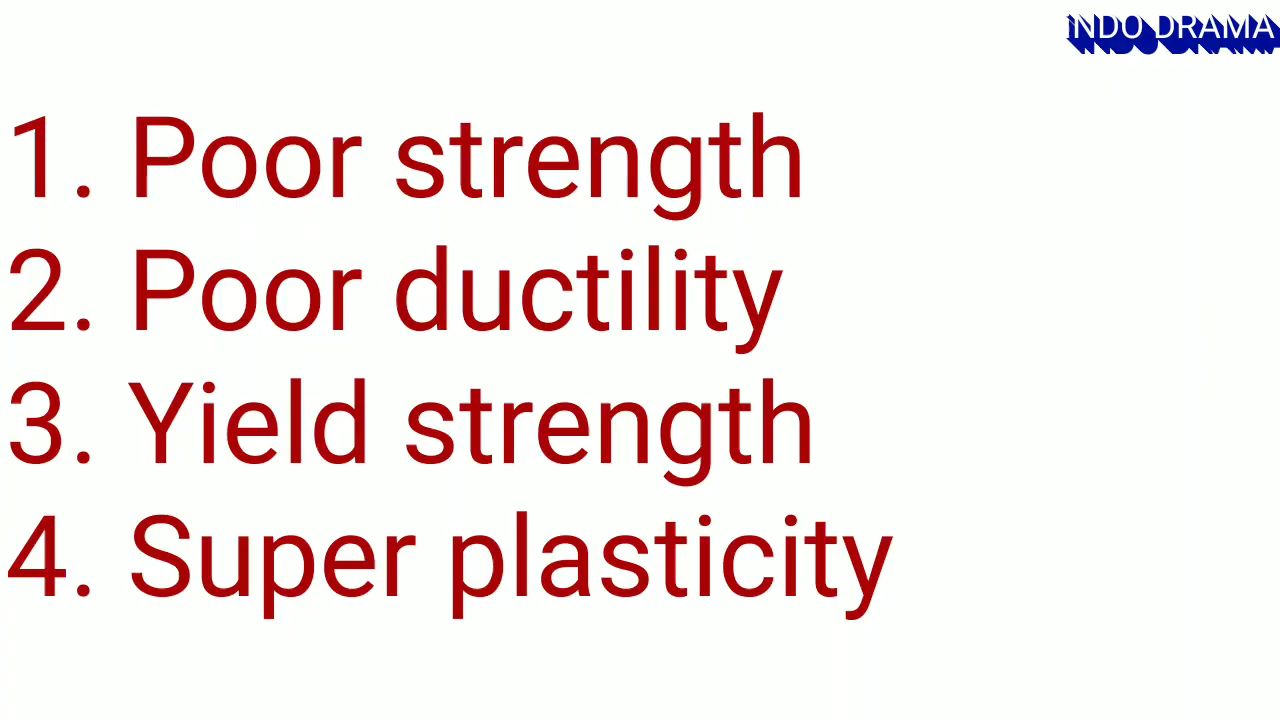 INDO DRAMA
1. Poor strength
2. Poor ductility
3. Yield strength
4. Super plasticity